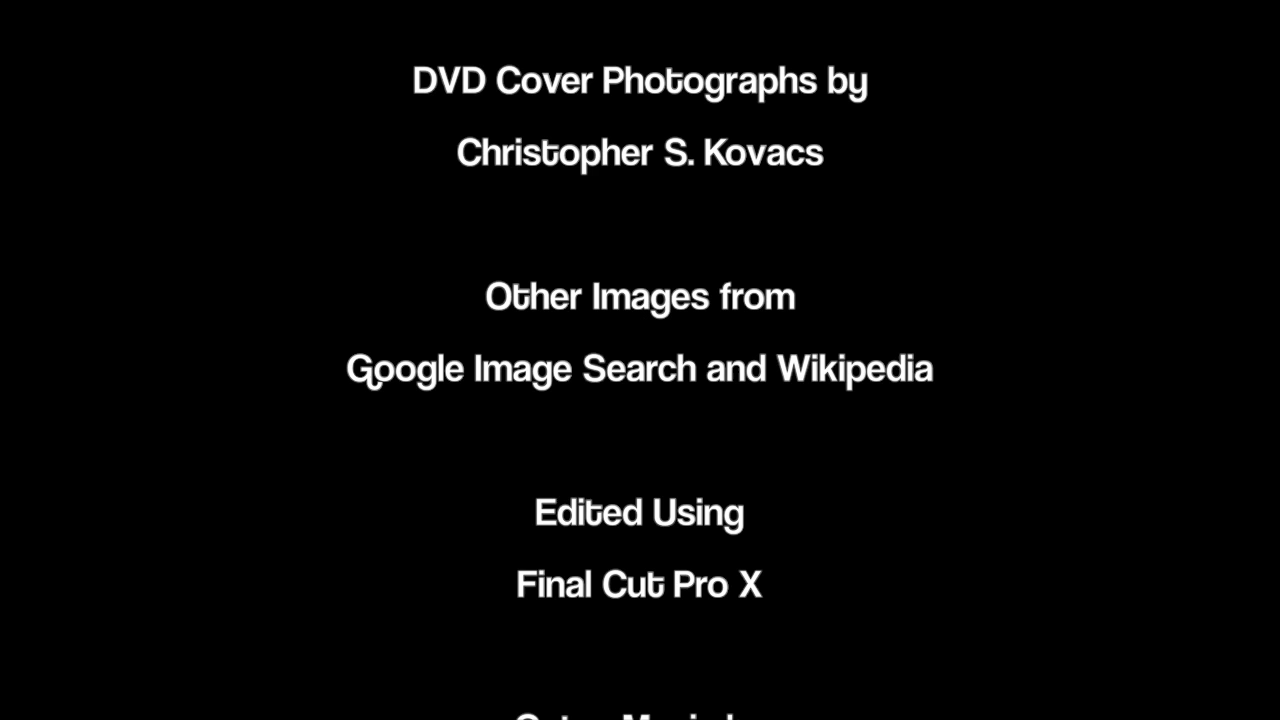 DVD Cover Photographs by
Christopher S. Kovacs
Other Images from
Google Image Search and Wikipedia
Edited Using
Final Cut Pro X